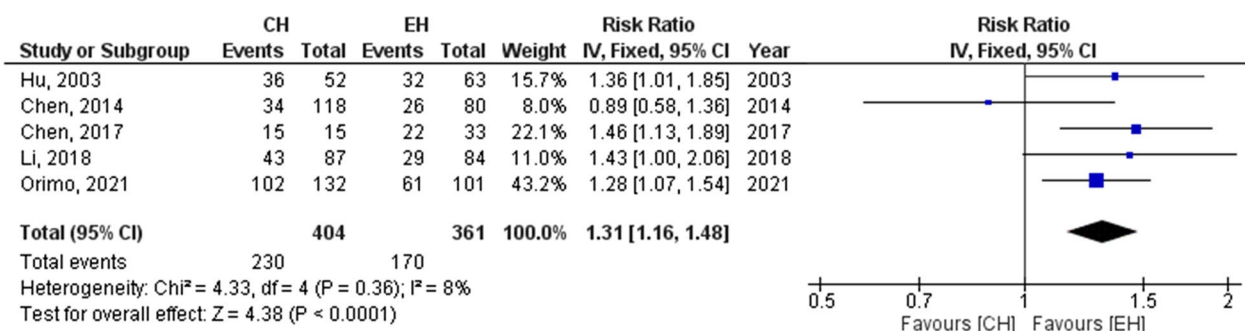 CH EH Risk Ratio Risk Ratio
Study or Subgroup Events Total Events Total Weight IV, Fixed, 95% CI Year IV, Fixed, 95% CI
Hu, 2003 36 52 32 63 15.7% 1.36 [1.01, 1.85] 2003
Chen, 2014 34 118 26 80 8.0% 0.89 [0.58, 1.36] 2014
Chen, 2017 15 15 22 33 22.1% 1.46 [1.13, 1.89] 2017
Li, 2018 43 87 29 84 11.0% 1.43 [1.00, 2.06] 2018
Orimo, 2021 102 132 61 101 43.2% 1.28 [1.07, 1.54] 2021
Total (95% CI) 404 361 100.0% 1.31 [1.16, 1.48]
Total events 230 170
Heterogeneity: Chi² = 4.33, df = 4 (P = 0.36); I² = 8%
Test for overall effect: Z = 4.38 (P < 0.0001)
0.5 0.7 1 1.5 2
Favours [CH] Favours [EH]